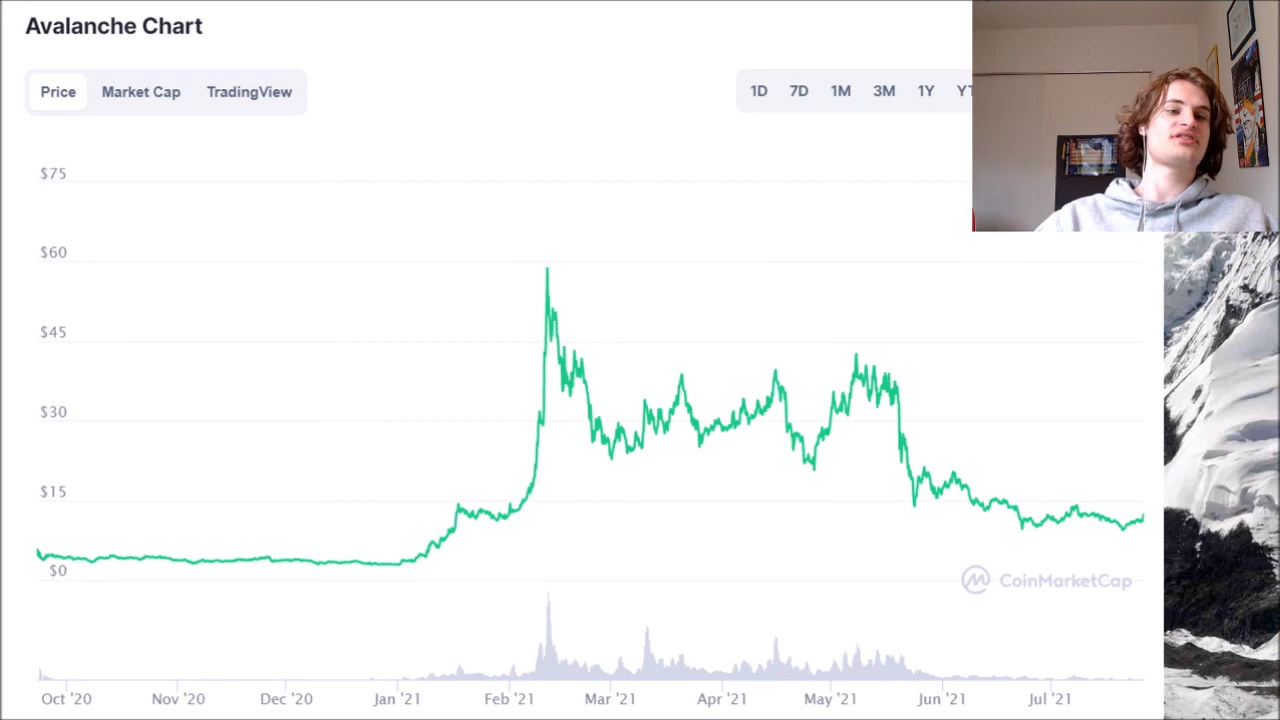 Avalanche Chart
Price Market Cap TradingView
1D 7D 1M 3M 1Y
$75
$60
$45
$30
$15
$0
CoinMarketCap
Oct '20 Nov '20 Dec '20 Jan '21 Feb '21 Mar '21 Apr '21 May '21 Jun '21 Jul '21